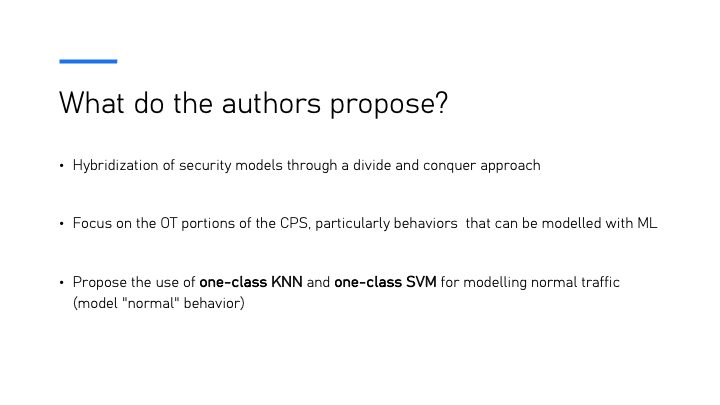 What do the authors propose?
• Hybridization of security models through a divide and conquer approach
• Focus on the OT portions of the CPS, particularly behaviors  that can be modelled with ML
• Propose the use of one-class KNN and one-class SVM for modelling normal traffic
(model "normal" behavior)